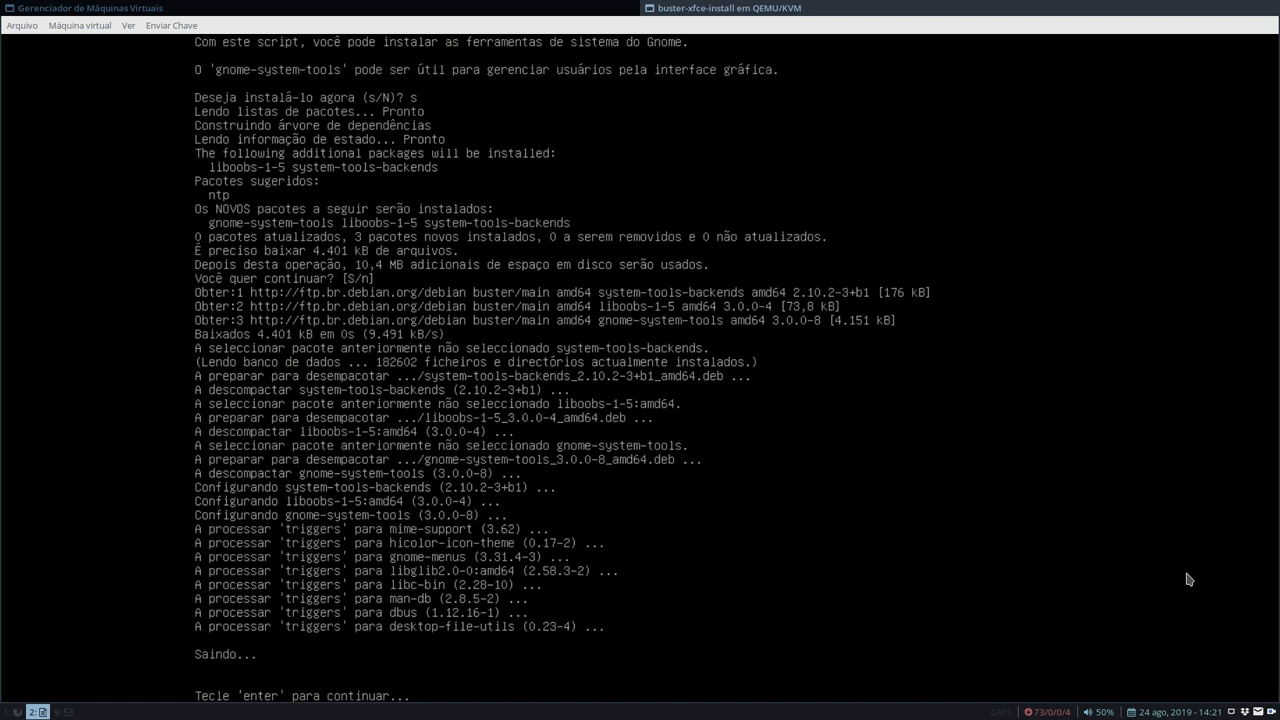 Gerenciador de Máquinas Virtuais
buster-xfce-install em QEMU/KVM
Arquivo Máquina virtual Ver Enviar Chave
Com este script, você pode instalar as ferramentas de sistema do Gnome.
O 'gnome-system-tools' pode ser útil para gerenciar usuários pela interface gráfica.
Deseja instalá-lo agora (s/N)? s
Lendo listas de pacotes... Pronto
Construindo árvore de dependências
Lendo informação de estado... Pronto
The following additional packages will be installed:
liboobs-1-5 system-tools-backends
Pacotes sugeridos:
ntp
Os NOVOS pacotes a seguir serão instalados:
gnome-system-tools liboobs-1-5 system-tools-backends
0 pacotes atualizados, 3 pacotes novos instalados, 0 a serem removidos e 0 não atualizados.
É preciso baixar 4.401 kB de arquivos.
Depois desta operação, 10,4 MB adicionais de espaço em disco serão usados.
Você quer continuar? [S/n]
Obter:1 http://ftp.br.debian.org/debian buster/main amd64 system-tools-backends amd64 2.10.2-3+b1 [176 kB]
Obter:2 http://ftp.br.debian.org/debian buster/main amd64 liboobs-1-5 amd64 3.0.0-4 [73,8 kB]
Obter:3 http://ftp.br.debian.org/debian buster/main amd64 gnome-system-tools amd64 3.0.0-8 [4.151 kB]
Baixados 4.401 kB em 0s (9.491 kB/s)
A seleccionar pacote anteriormente não seleccionado system-tools-backends.
(Lendo banco de dados ... 182602 ficheiros e directórios actualmente instalados.)
A preparar para desempacotar .../system-tools-backends_2.10.2-3+b1_amd64.deb ...
A descompactar system-tools-backends (2.10.2-3+b1) ...
A seleccionar pacote anteriormente não seleccionado liboobs-1-5:amd64.
A preparar para desempacotar .../liboobs-1-5_3.0.0-4_amd64.deb ...
A descompactar liboobs-1-5:amd64 (3.0.0-4) ...
A seleccionar pacote anteriormente não seleccionado gnome-system-tools.
A preparar para desempacotar .../gnome-system-tools_3.0.0-8_amd64.deb ...
A descompactar gnome-system-tools (3.0.0-8) ...
Configurando system-tools-backends (2.10.2-3+b1) ...
Configurando liboobs-1-5:amd64 (3.0.0-4) ...
Configurando gnome-system-tools (3.0.0-8) ...
A processar 'triggers' para mime-support (3.62) ...
A processar 'triggers' para hicolor-icon-theme (0.17-2) ...
A processar 'triggers' para gnome-menus (3.31.4-3) ...
A processar 'triggers' para libglib2.0-0:amd64 (2.58.3-2) ...
A processar 'triggers' para libc-bin (2.28-10) ...
A processar 'triggers' para man-db (2.8.5-2) ...
A processar 'triggers' para dbus (1.12.16-1) ...
A processar 'triggers' para desktop-file-utils (0.23-4) ...
Saindo...
Tecle 'enter' para continuar...
1: 2: 9: CAPS 73/0/0/4 50% 24 ago, 2019 - 14:21